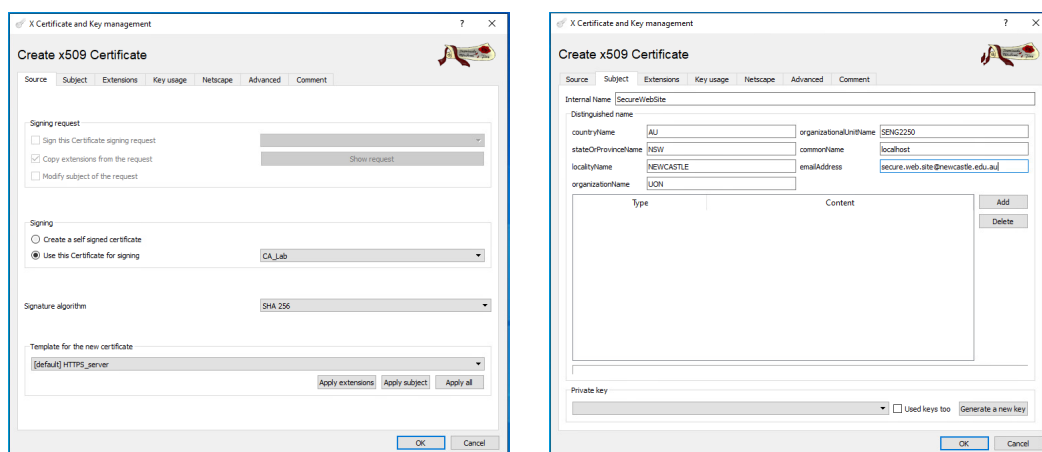 X Certificate and Key management
? ×
Create x509 Certificate
Source Subject Extensions Key usage Netscape Advanced Comment
Signing request
Sign this Certificate signing request
Copy extensions from the request
Show request
Modify subject of the request
Signing
Create a self signed certificate
Use this Certificate for signing
CA_Lab
Signature algorithm
SHA 256
Template for the new certificate
[default] HTTPS_server
Apply extensions Apply subject Apply all
OK Cancel
X Certificate and Key management
? ×
Create x509 Certificate
Source Subject Extensions Key usage Netscape Advanced Comment
Internal Name SecureWebSite
Distinguished name
countryName AU organizationalUnitName SENG2250
stateOrProvinceName NSW commonName localhost
localityName NEWCASTLE emailAddress secure.web.site@newcastle.edu.au
organizationName UON
Type Content
Add
Delete
Private key
Used keys too Generate a new key
OK Cancel